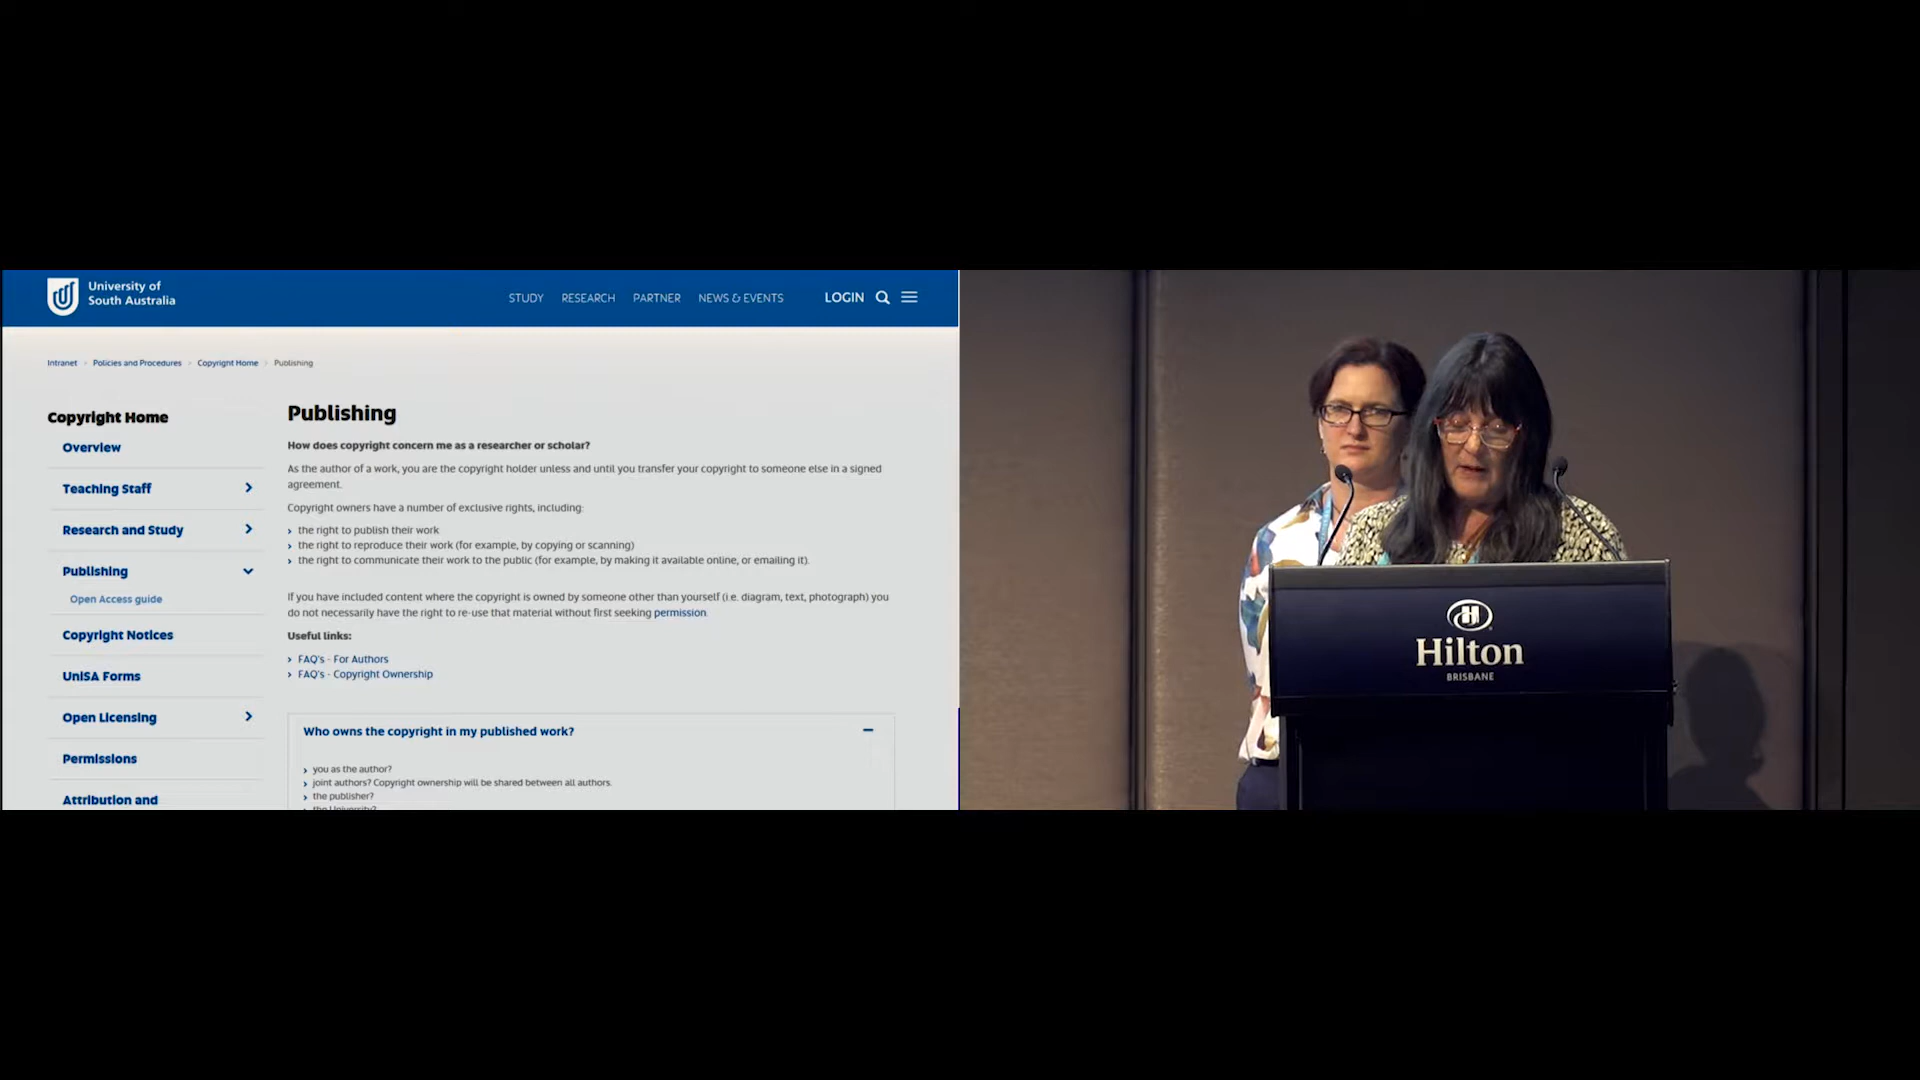 University of
South Australia
STUDY RESEARCH PARTNER NEWS & EVENTS LOGIN
Intranet > Policies and Procedures > Copyright Home > Publishing
Copyright Home
Overview
Teaching Staff
Research and Study
Publishing
Open Access guide
Copyright Notices
UniSA Forms
Open Licensing
Permissions
Attribution and
Publishing
How does copyright concern me as a researcher or scholar?
As the author of a work, you are the copyright holder unless and until you transfer your copyright to someone else in a signed
agreement.
Copyright owners have a number of exclusive rights, including:
› the right to publish their work
› the right to reproduce their work (for example, by copying or scanning)
› the right to communicate their work to the public (for example, by making it available online, or emailing it).
If you have included content where the copyright is owned by someone other than yourself (i.e. diagram, text, photograph) you
do not necessarily have the right to re-use that material without first seeking permission.
Useful links:
› FAQ's - For Authors
› FAQ's - Copyright Ownership
Who owns the copyright in my published work?
› you as the author?
› joint authors? Copyright ownership will be shared between all authors.
› the publisher?
› the University?
H
Hilton
BRISBANE